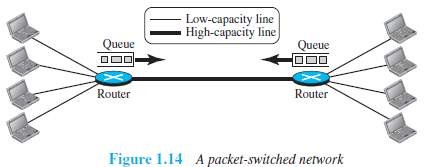 Low-capacity line
High-capacity line
Queue
Queue
Router
Router
Figure 1.14 A packet-switched network